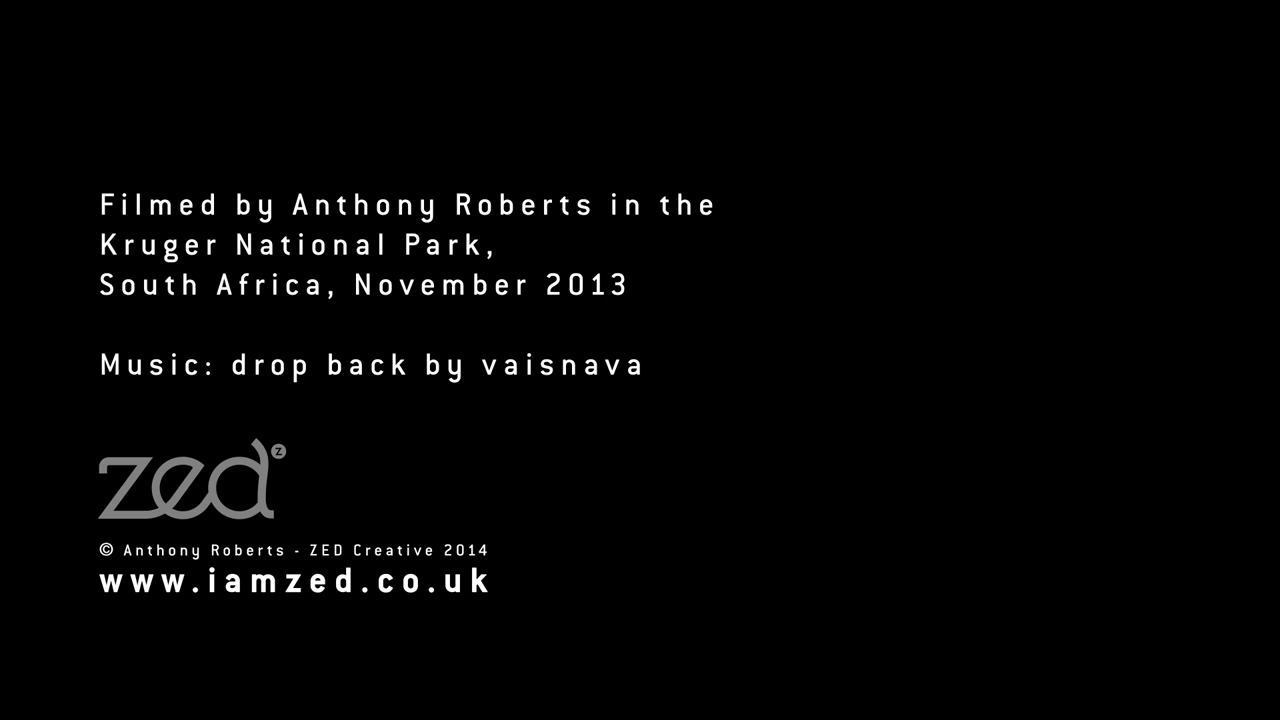 Filmed by Anthony Roberts in the
Kruger National Park,
South Africa, November 2013
Music: drop back by vaisnava
zed z
© Anthony Roberts - ZED Creative 2014
www.iamzed.co.uk